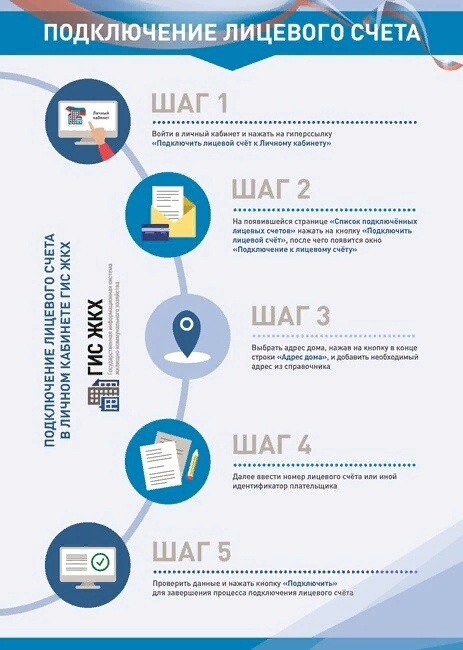 ПОДКЛЮЧЕНИЕ ЛИЦЕВОГО СЧЕТА
Личный
кабинет
ШАГ 1
Войти в личный кабинет и нажать на гиперссылку
«Подключить лицевой счёт к Личному кабинету»
ШАГ 2
На появившейся странице «Список подключённых
лицевых счетов» нажать на кнопку «Подключить
лицевой счёт», после чего появится окно
«Подключение к лицевому счёту»
ПОДКЛЮЧЕНИЕ ЛИЦЕВОГО СЧЕТА
В ЛИЧНОМ КАБИНЕТЕ ГИС ЖКХ
ГИС ЖКХ
Государственная информационная система
жилищно-коммунального хозяйства
ШАГ 3
Выбрать адрес дома, нажав на кнопку в конце
строки «Адрес дома», и добавить необходимый
адрес из справочника
ШАГ 4
Далее ввести номер лицевого счёта или иной
идентификатор плательщика
ШАГ 5
Проверить данные и нажать кнопку «Подключить»
для завершения процесса подключения лицевого счёта